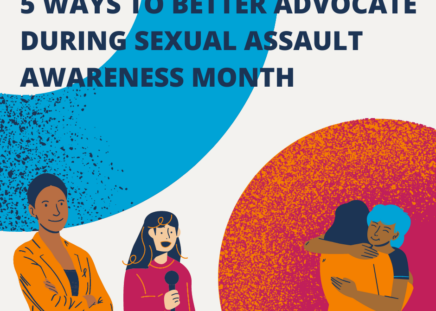 5 WAYS TO BETTER ADVOCATE
DURING SEXUAL ASSAULT
AWARENESS MONTH